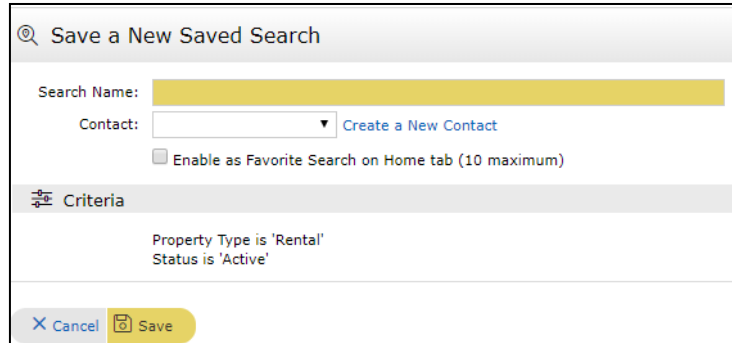 Save a New Saved Search
Search Name:
Contact: Create a New Contact
Enable as Favorite Search on Home tab (10 maximum)
Criteria
Property Type is 'Rental'
Status is 'Active'
Cancel Save